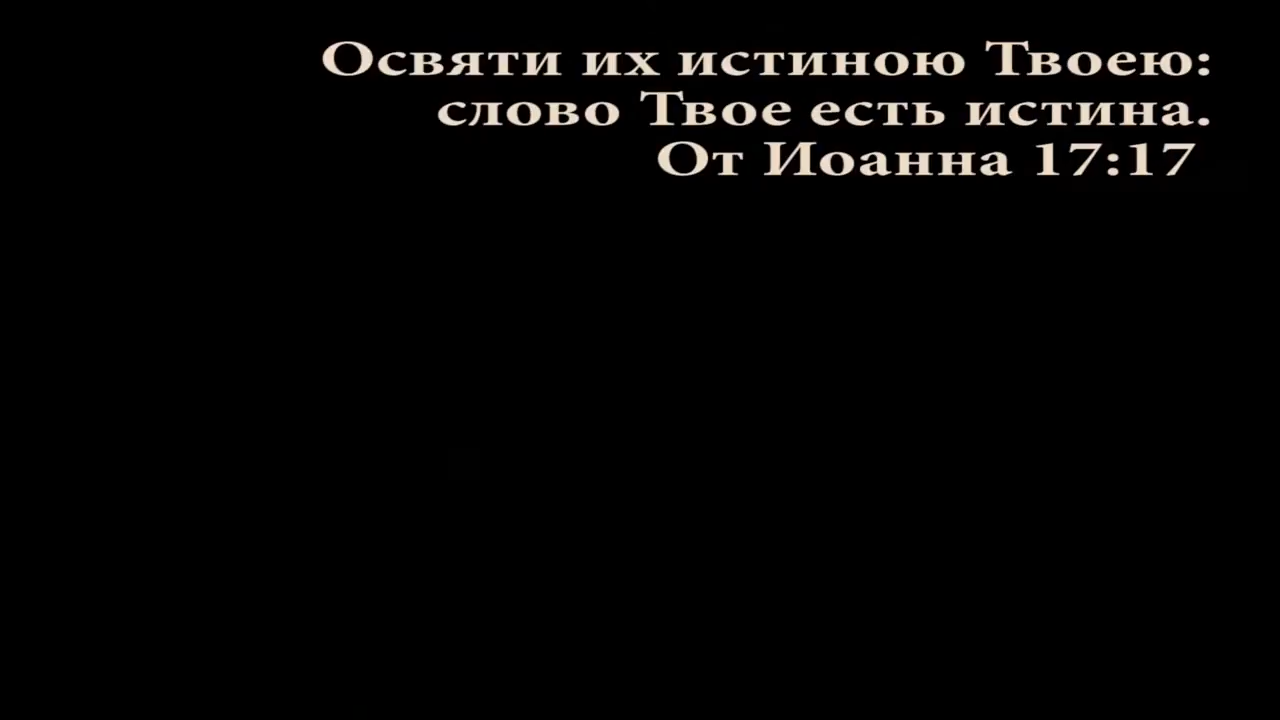 Освяти их истиною Твоею:
слово Твое есть истина.
От Иоанна 17:17